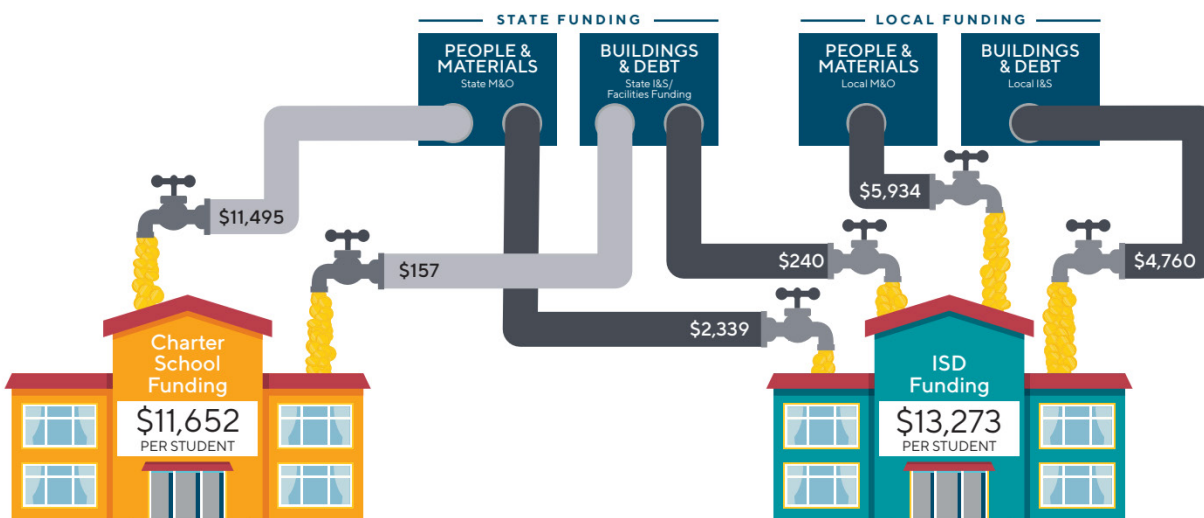 STATE FUNDING
LOCAL FUNDING
PEOPLE &
MATERIALS
State M&O
BUILDINGS
& DEBT
State I&S/
Facilities Funding
PEOPLE &
MATERIALS
Local M&O
BUILDINGS
& DEBT
Local I&S
$11,495
$157
$5,934
$240
$4,760
$2,339
Charter
School
Funding
$11,652
PER STUDENT
ISD
Funding
$13,273
PER STUDENT